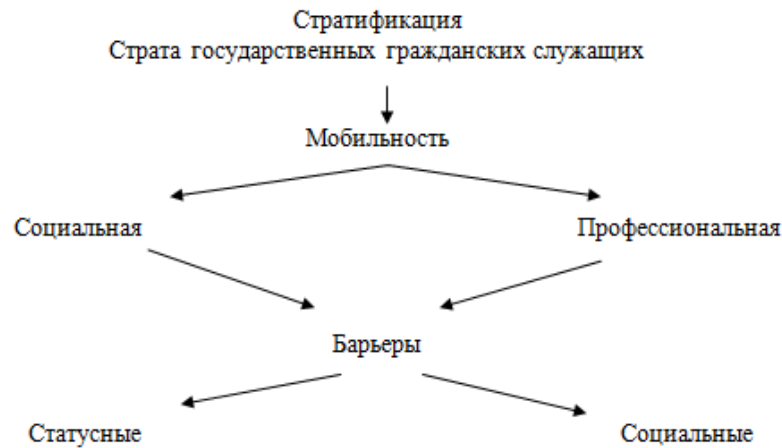 Стратификация
Страта государственных гражданских служащих
Мобильность
Социальная
Профессиональная
Барьеры
Статусные
Социальные